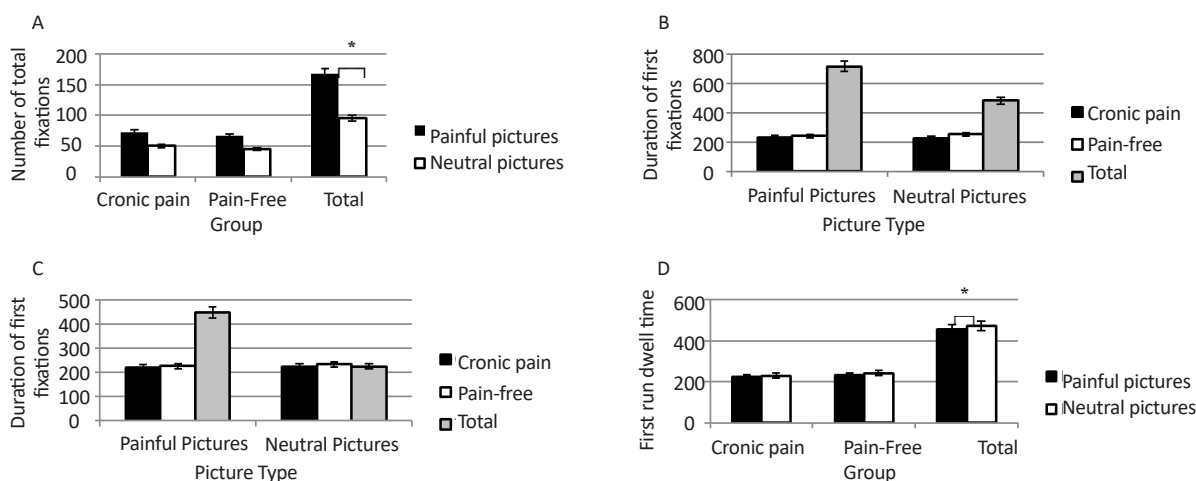 A
Number of total
fixations
200
150
100
50
0
*
Cronic pain
Pain-Free
Total
Group
Painful pictures
Neutral pictures
B
Duration of first
fixations
800
600
400
200
0
Painful Pictures
Neutral Pictures
Picture Type
Cronic pain
Pain-free
Total
C
Duration of first
fixations
500
400
300
200
100
0
Painful Pictures
Neutral Pictures
Picture Type
Cronic pain
Pain-free
Total
D
First run dwell time
600
400
200
0
*
Cronic pain
Pain-Free
Total
Group
Painful pictures
Neutral pictures